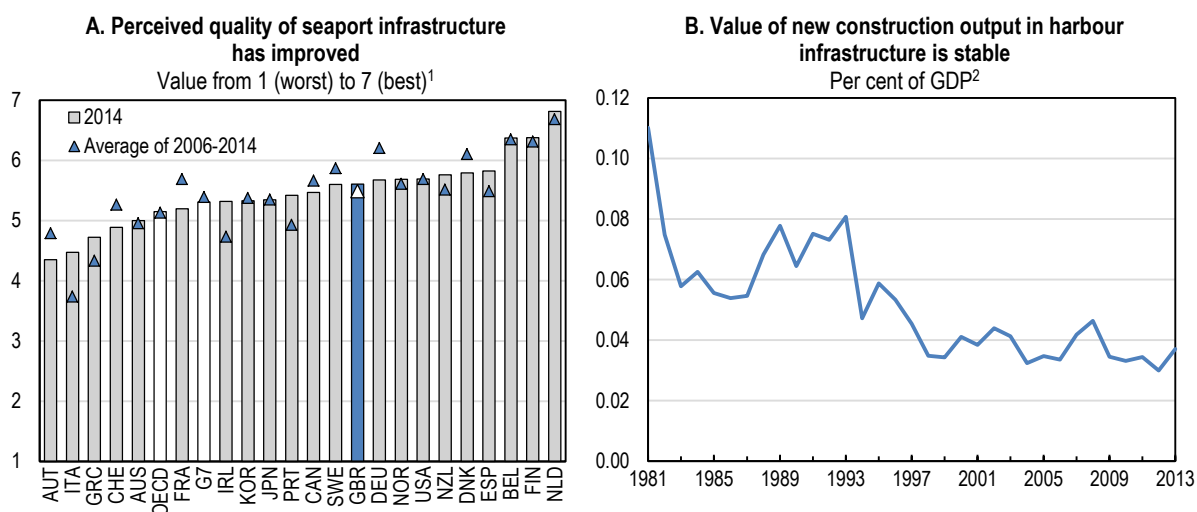 A. Perceived quality of seaport infrastructure
has improved
Value from 1 (worst) to 7 (best)¹
7
6
5
4
3
2
1
2014
Average of 2006-2014
AUT
ITA
GRC
CHE
AUS
OECD
FRA
G7
IRL
KOR
JPN
PRT
CAN
SWE
GBR
DEU
NOR
USA
NZL
DNK
ESP
BEL
FIN
NLD
B. Value of new construction output in harbour
infrastructure is stable
Per cent of GDP²
0.12
0.10
0.08
0.06
0.04
0.02
0.00
1981 1985 1989 1993 1997 2001 2005 2009 2013